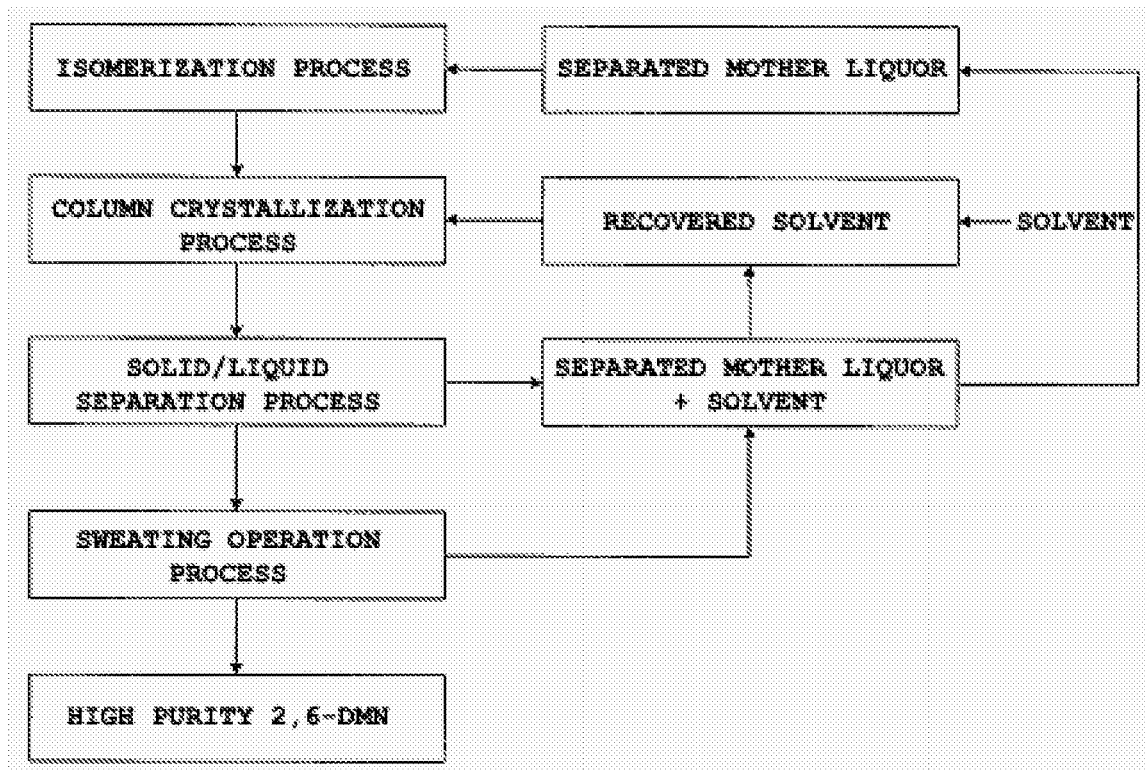 ISOMERIZATION PROCESS
SEPARATED MOTHER LIQUOR
COLUMN CRYSTALLIZATION
PROCESS
RECOVERED SOLVENT
SOLVENT
SOLID/LIQUID
SEPARATION PROCESS
SEPARATED MOTHER LIQUOR
+ SOLVENT
SWEATING OPERATION
PROCESS
HIGH PURITY 2,6-DMN